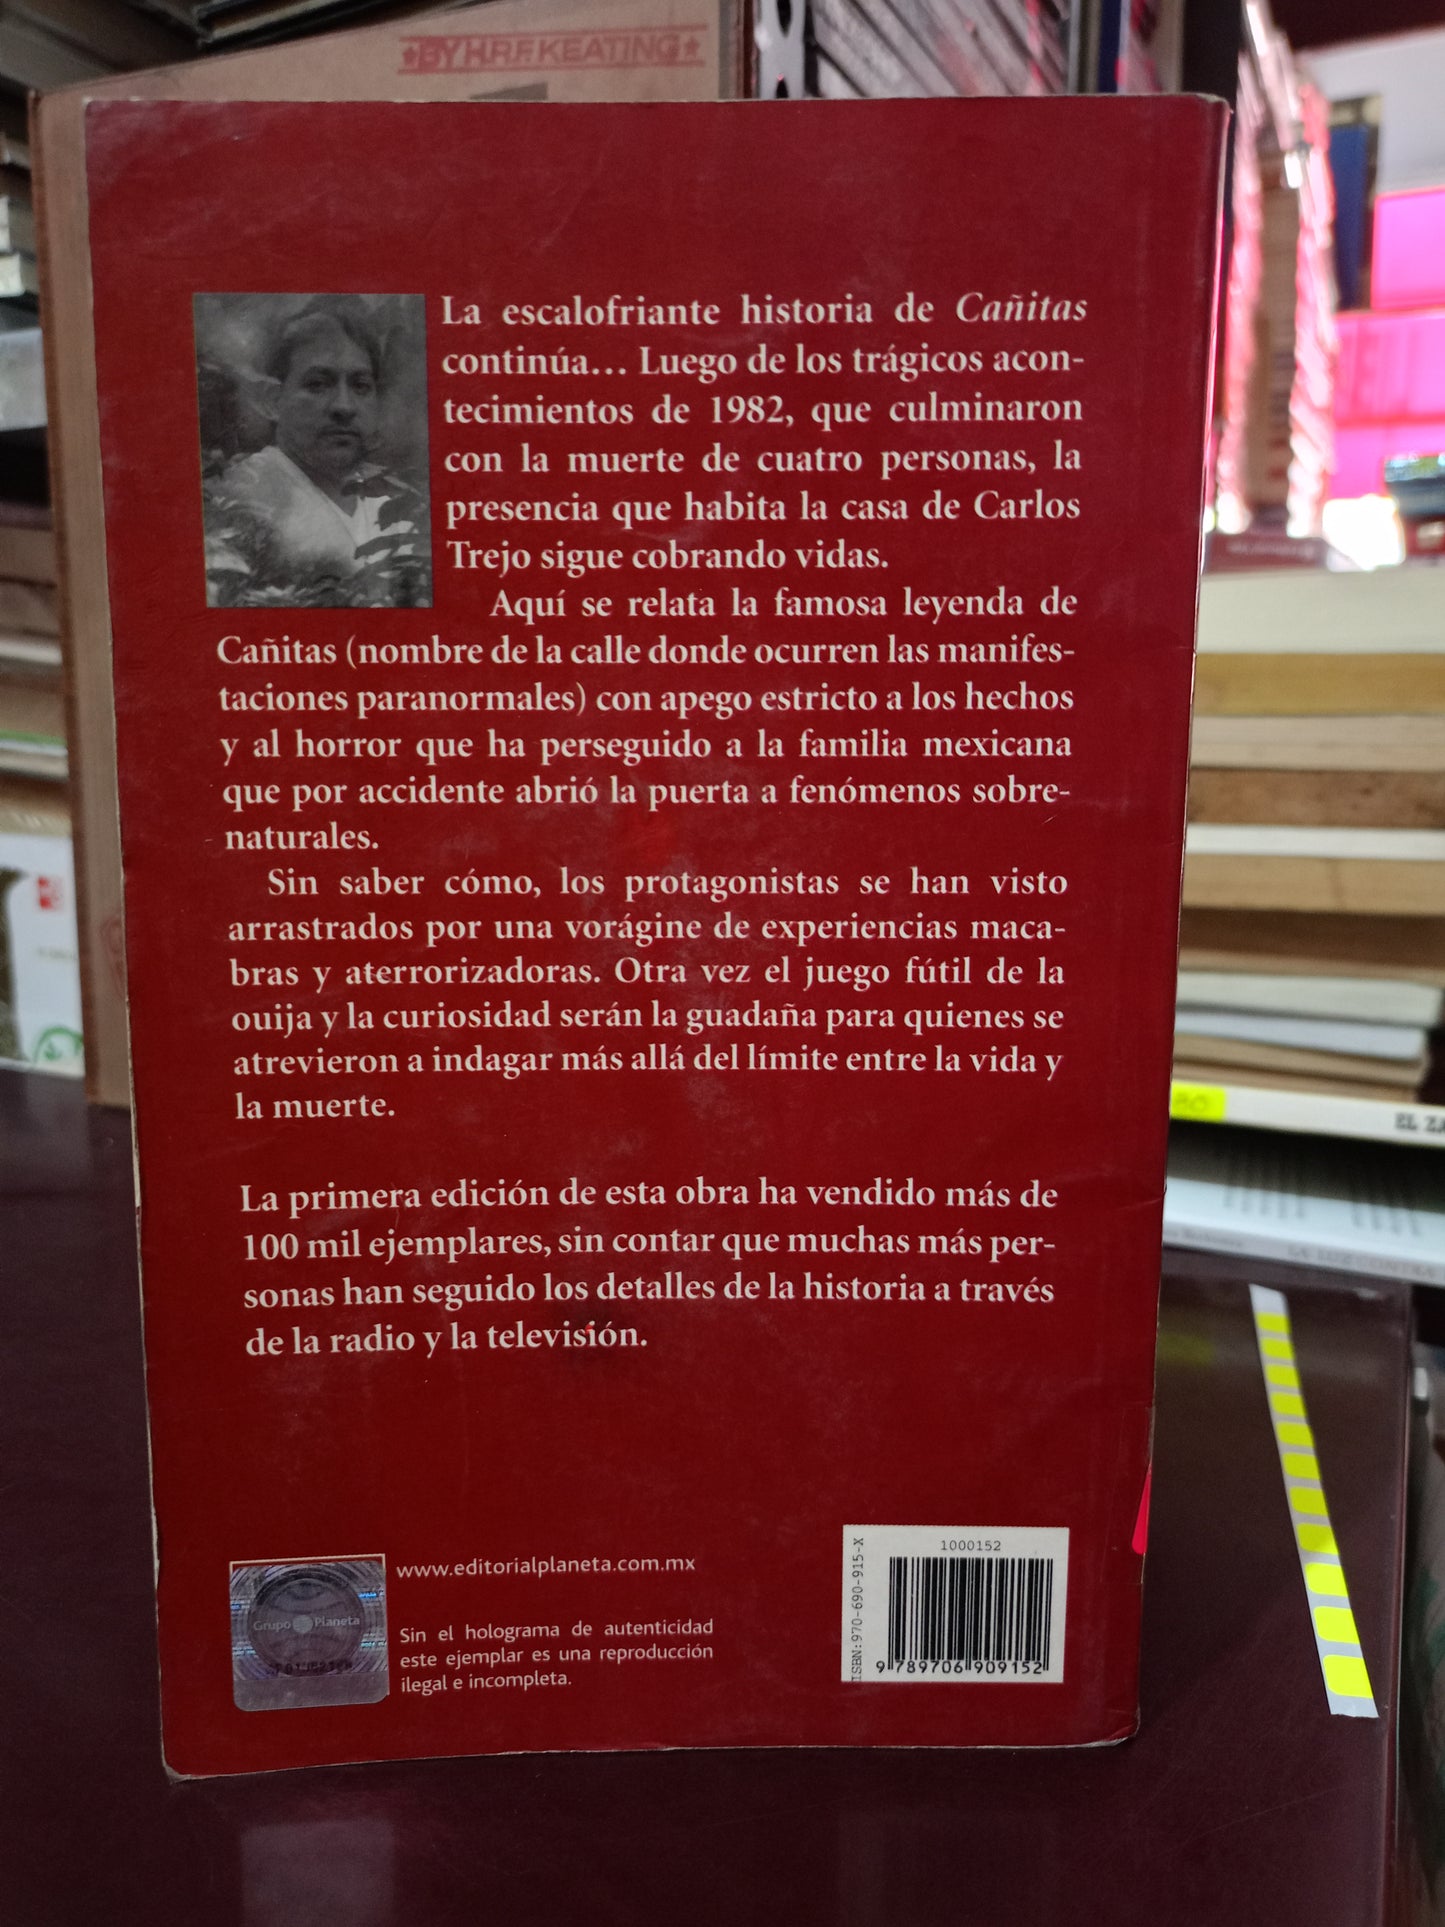 BY H.R.F. KEATING
La escalofriante historia de Cañitas
continúa... Luego de los trágicos acon-
tecimientos de 1982, que culminaron
con la muerte de cuatro personas, la
presencia que habita la casa de Carlos
Trejo sigue cobrando vidas.
Aquí se relata la famosa leyenda de
Cañitas (nombre de la calle donde ocurren las manifes-
taciones paranormales) con apego estricto a los hechos
y al horror que ha perseguido a la familia mexicana
que por accidente abrió la puerta a fenómenos sobre-
naturales.
Sin saber cómo, los protagonistas se han visto
arrastrados por una vorágine de experiencias maca-
bras y aterrorizadoras. Otra vez el juego fútil de la
ouija y la curiosidad serán la guadaña para quienes se
atrevieron a indagar más allá del límite entre la vida y
la muerte.
La primera edición de esta obra ha vendido más de
100 mil ejemplares, sin contar que muchas más per-
sonas han seguido los detalles de la historia a través
de la radio y la televisión.
www.editorialplaneta.com.mx
Grupo Planeta
Sin el holograma de autenticidad
este ejemplar es una reproducción
ilegal e incompleta.
ISBN:970-690-915-X
1000152
9 789706 909152
EL ZA